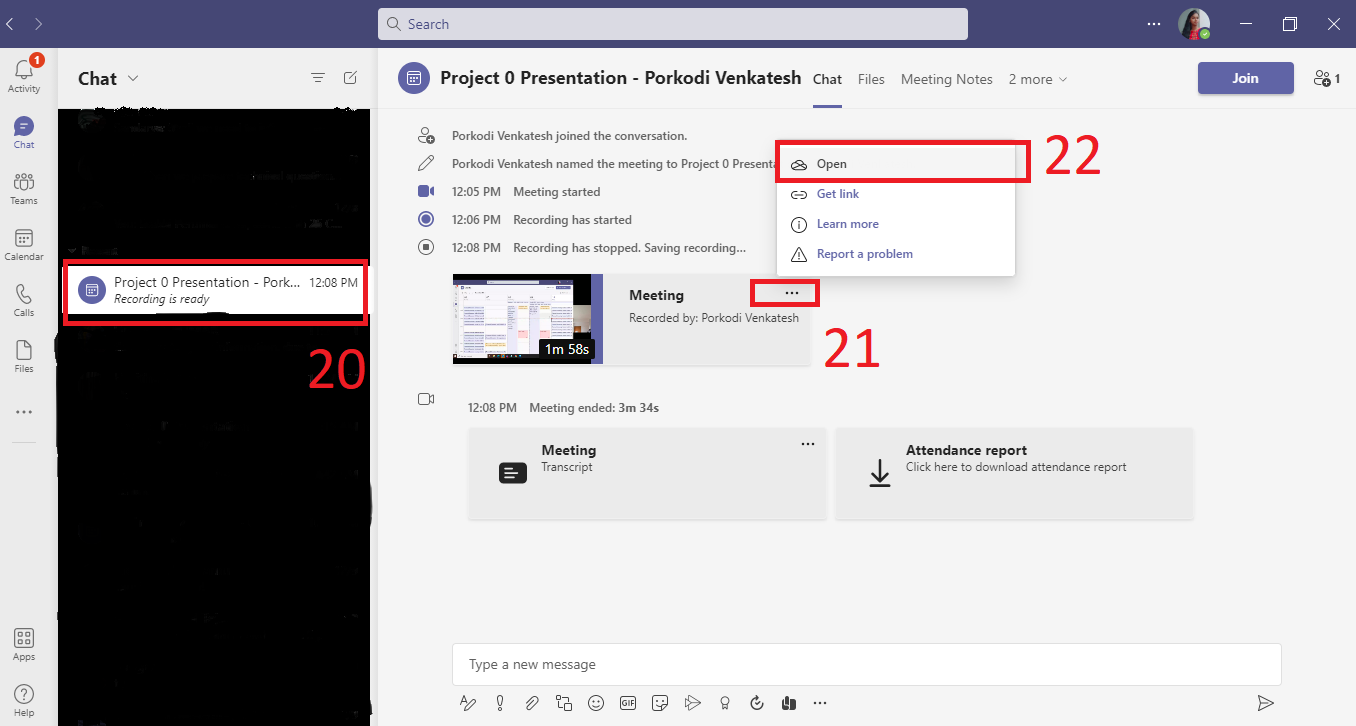 Search
1
Activity
Chat
Teams
Calendar
Calls
Files
Apps
Help
Chat
Project 0 Presentation - Pork... 12:08 PM
Recording is ready
20
Project 0 Presentation - Porkodi Venkatesh Chat Files Meeting Notes 2 more Join 1
Porkodi Venkatesh joined the conversation.
Porkodi Venkatesh named the meeting to Project 0 Presenta
12:05 PM Meeting started
12:06 PM Recording has started
12:08 PM Recording has stopped. Saving recording...
Open
Get link
Learn more
Report a problem
22
Meeting
Recorded by: Porkodi Venkatesh
1m 58s
21
12:08 PM Meeting ended: 3m 34s
Meeting
Transcript
Attendance report
Click here to download attendance report
Type a new message
GIF